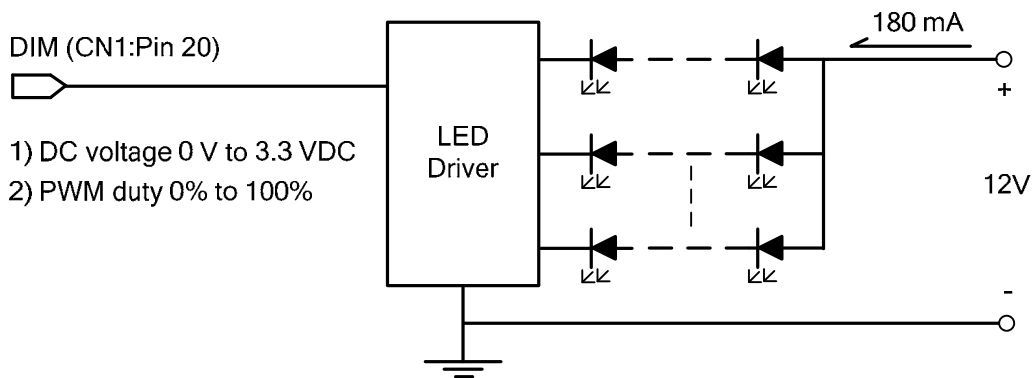 DIM (CN1:Pin 20)
180 mA
+
LED
Driver
1) DC voltage 0 V to 3.3 VDC
2) PWM duty 0% to 100%
12V
-